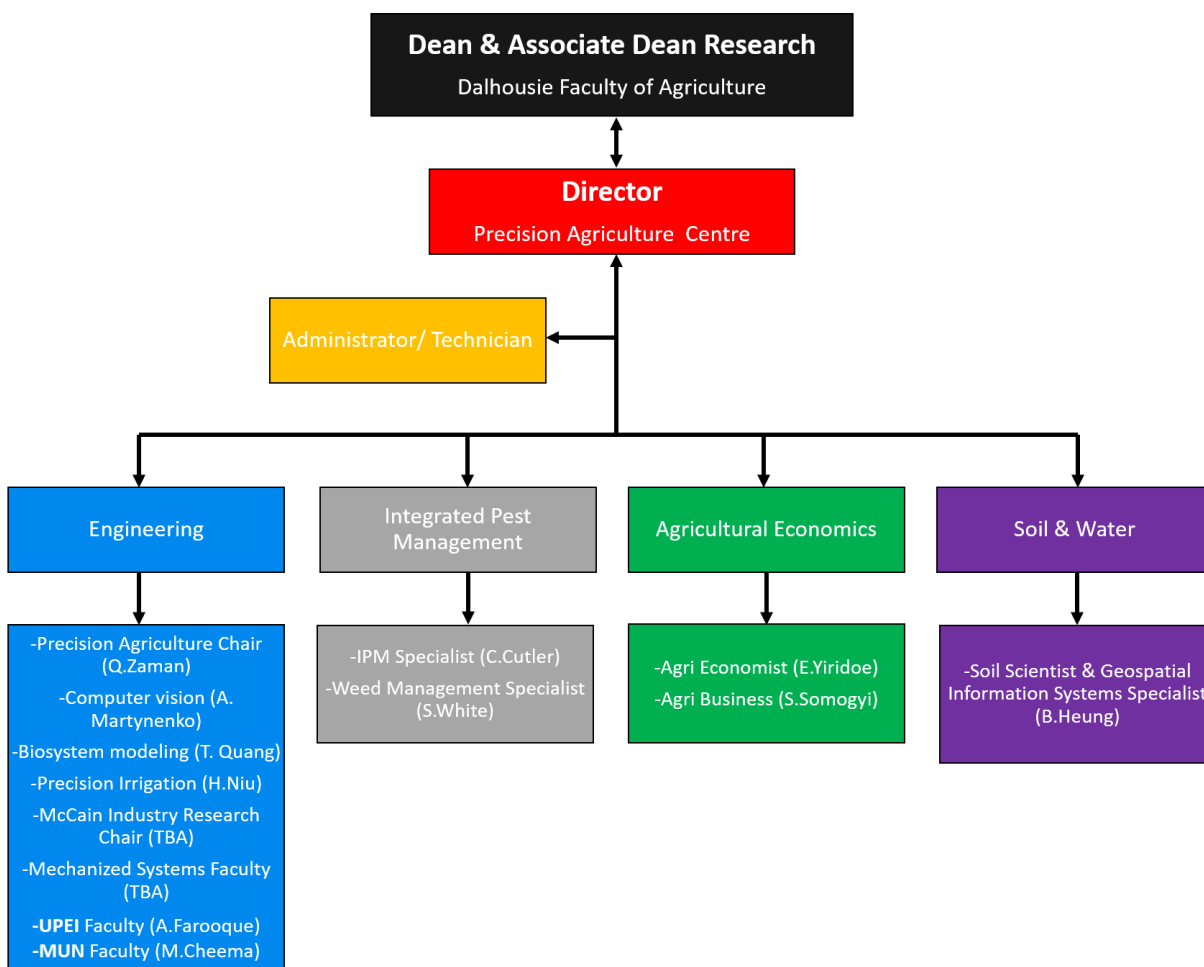 Dean & Associate Dean Research
Dalhousie Faculty of Agriculture
Director
Precision Agriculture Centre
Administrator/ Technician
Engineering
Integrated Pest
Management
Agricultural Economics
Soil & Water
-Precision Agriculture Chair
(Q.Zaman)
-Computer vision (A.
Martynenko)
-Biosystem modeling (T. Quang)
-Precision Irrigation (H.Niu)
-McCain Industry Research
Chair (TBA)
-Mechanized Systems Faculty
(TBA)
-UPEI Faculty (A.Farooque)
-MUN Faculty (M.Cheema)
-IPM Specialist (C.Cutler)
-Weed Management Specialist
(S.White)
-Agri Economist (E.Yiridoe)
-Agri Business (S.Somogyi)
-Soil Scientist & Geospatial
Information Systems Specialist
(B.Heung)